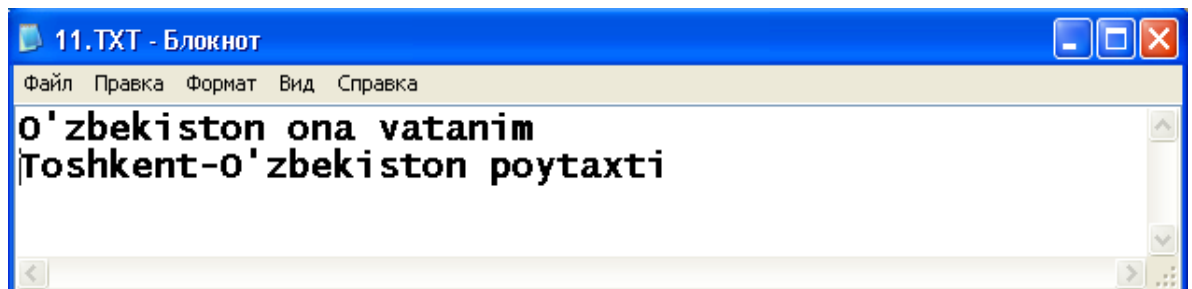 11.TXT - Блокнот
Файл Правка Формат Вид Справка
O'zbekiston ona vatanim
Toshkent-O'zbekiston poytaxti